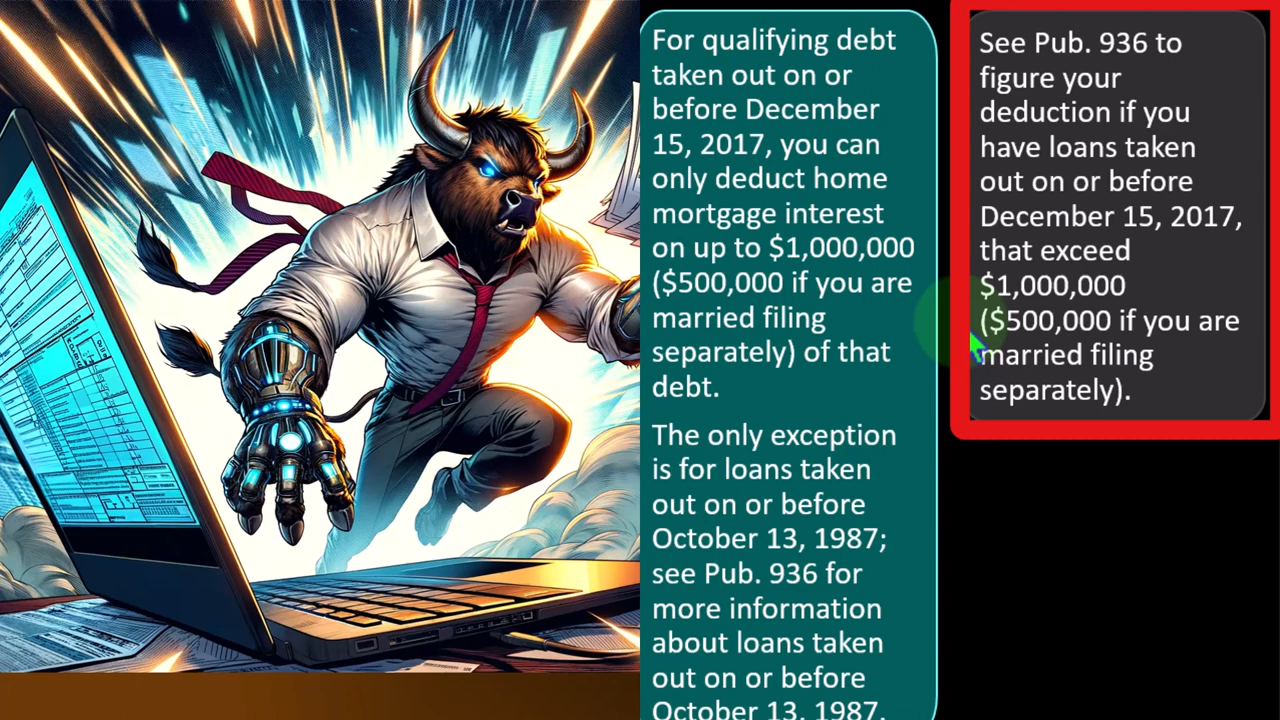 For qualifying debt
taken out on or
before December
15, 2017, you can
only deduct home
mortgage interest
on up to $1,000,000
($500,000 if you are
married filing
separately) of that
debt.
The only exception
is for loans taken
out on or before
October 13, 1987;
see Pub. 936 for
more information
about loans taken
out on or before
October 13, 1987.
See Pub. 936 to
figure your
deduction if you
have loans taken
out on or before
December 15, 2017,
that exceed
$1,000,000
($500,000 if you are
married filing
separately).